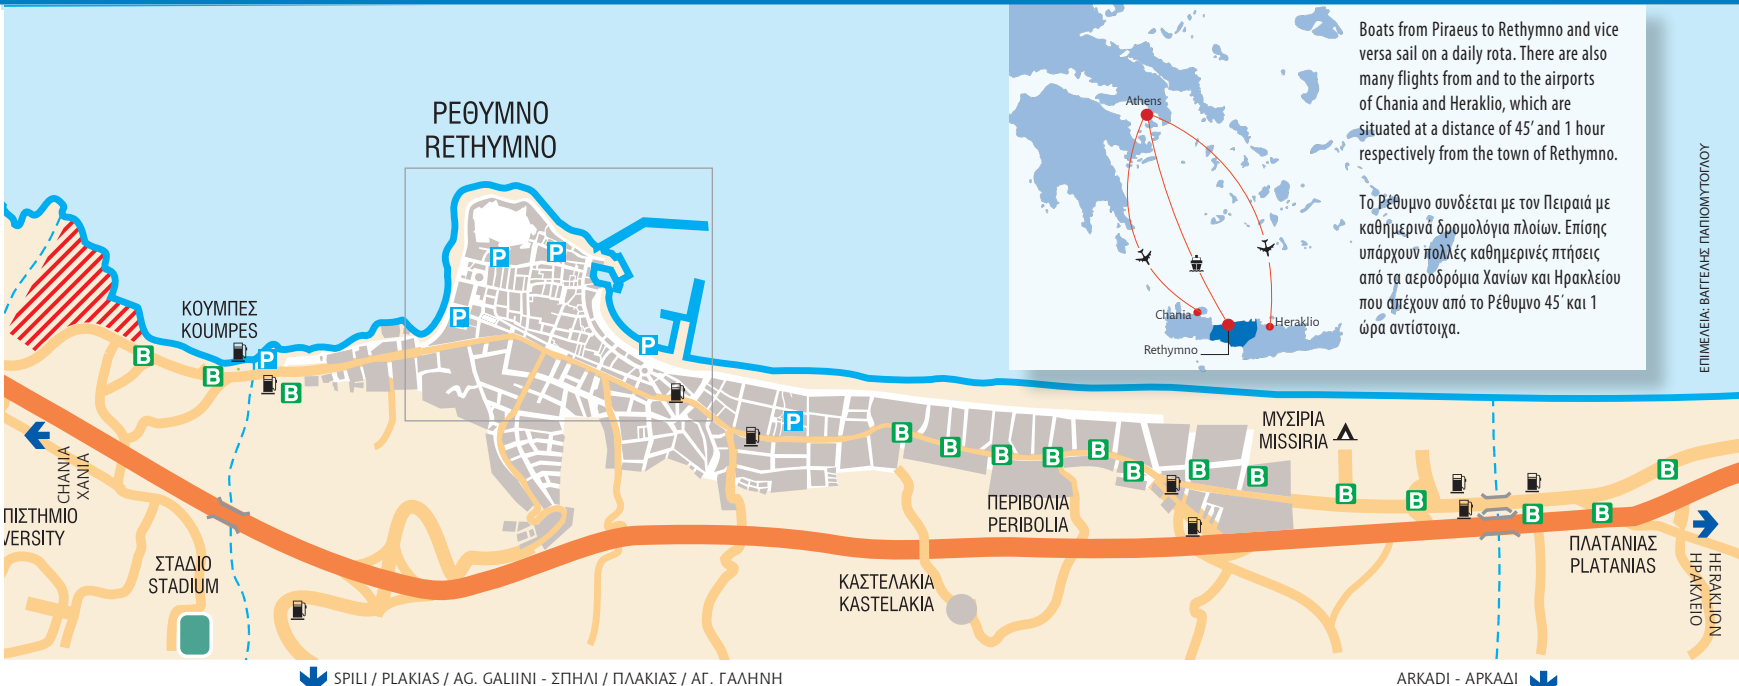 Boats from Piraeus to Rethymno and vice
versa sail on a daily rota. There are also
many flights from and to the airports
of Chania and Heraklio, which are
situated at a distance of 45’ and 1 hour
respectively from the town of Rethymno.
Το Ρέθυμνο συνδέεται με τον Πειραιά με
καθημερινά δρομολόγια πλοίων. Επίσης
υπάρχουν πολλές καθημερινές πτήσεις
από τα αεροδρόμια Χανίων και Ηρακλείου
που απέχουν από το Ρέθυμνο 45΄ και 1
ώρα αντίστοιχα.
Athens
Chania
Heraklio
Rethymno
ΕΠΙΜΕΛΕΙΑ: ΒΑΓΓΕΛΗΣ ΠΑΠΙΟΜΥΤΟΓΛΟΥ
ΡΕΘΥΜΝΟ
RETHYMNO
P
P
P
P
ΚΟΥΜΠΕΣ
KOUMPES
B
B
P
B
P
B
B
B
B
B
B
B
B
B
B
B
B
B
ΜΥΣΙΡΙΑ
MISSIRIA
ΠΕΡΙΒΟΛΙΑ
PERIBOLIA
CHANIA
ΧΑΝΙΑ
ΠΙΣΤΗΜΙΟ
VERSITY
ΣΤΑΔΙΟ
STADIUM
ΚΑΣΤΕΛΑΚΙΑ
KASTELAKIA
ΠΛΑΤΑΝΙΑΣ
PLATANIAS
HERAKLION
ΗΡΑΚΛΕΙΟ
SPILI / PLAKIAS / AG. GALIINI - ΣΠΗΛΙ / ΠΛΑΚΙΑΣ / ΑΓ. ΓΑΛΗΝΗ
ARKADI - ΑΡΚΑΔΙ